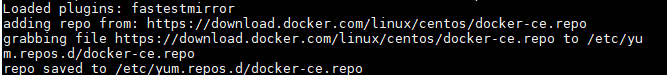 Loaded plugins: fastestmirror
adding repo from: https://download.docker.com/linux/centos/docker-ce.repo
grabbing file https://download.docker.com/linux/centos/docker-ce.repo to /etc/yu
m.repos.d/docker-ce.repo
repo saved to /etc/yum.repos.d/docker-ce.repo